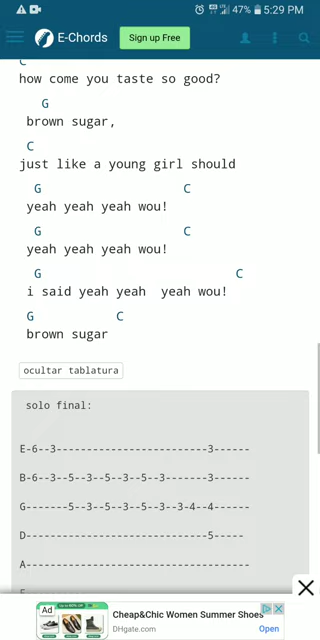 47% 5:29 PM
E-Chords Sign up Free
C
how come you taste so good?
G
brown sugar,
C
just like a young girl should
G C
yeah yeah yeah wou!
G C
yeah yeah yeah wou!
G C
i said yeah yeah  yeah wou!
G C
brown sugar
ocultar tablatura
solo final:
E-6--3-------------------------3------
B-6--3--5--3--5--3--5--3-------3------
G-------5--3--5--3--5--3--3-4--4------
D------------------------------5-----
A--------------------------------------
Ad
Cheap&Chic Women Summer Shoes
DHgate.com Open